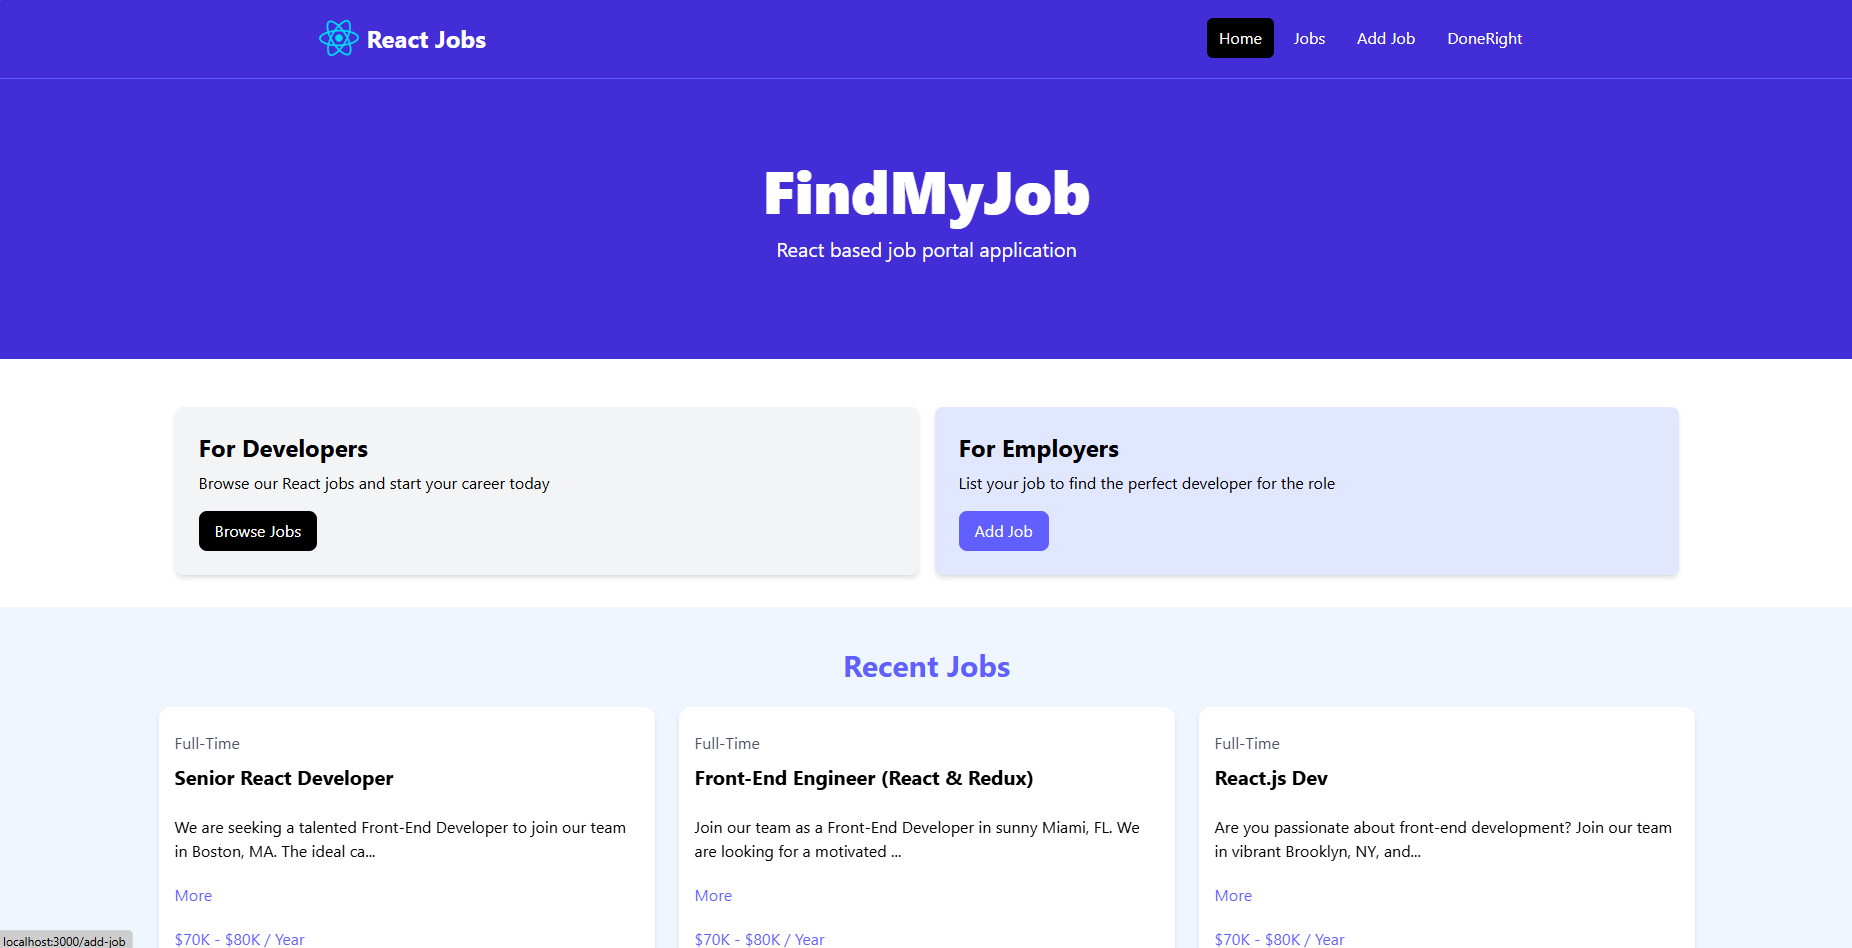 React Jobs
Home
Jobs
Add Job
DoneRight
FindMyJob
React based job portal application
For Developers
Browse our React jobs and start your career today
Browse Jobs
For Employers
List your job to find the perfect developer for the role
Add Job
Recent Jobs
Full-Time
Senior React Developer
We are seeking a talented Front-End Developer to join our team
in Boston, MA. The ideal ca...
More
$70K - $80K / Year
Full-Time
Front-End Engineer (React & Redux)
Join our team as a Front-End Developer in sunny Miami, FL. We
are looking for a motivated ...
More
$70K - $80K / Year
Full-Time
React.js Dev
Are you passionate about front-end development? Join our team
in vibrant Brooklyn, NY, and...
More
$70K - $80K / Year
localhost:3000/add-job